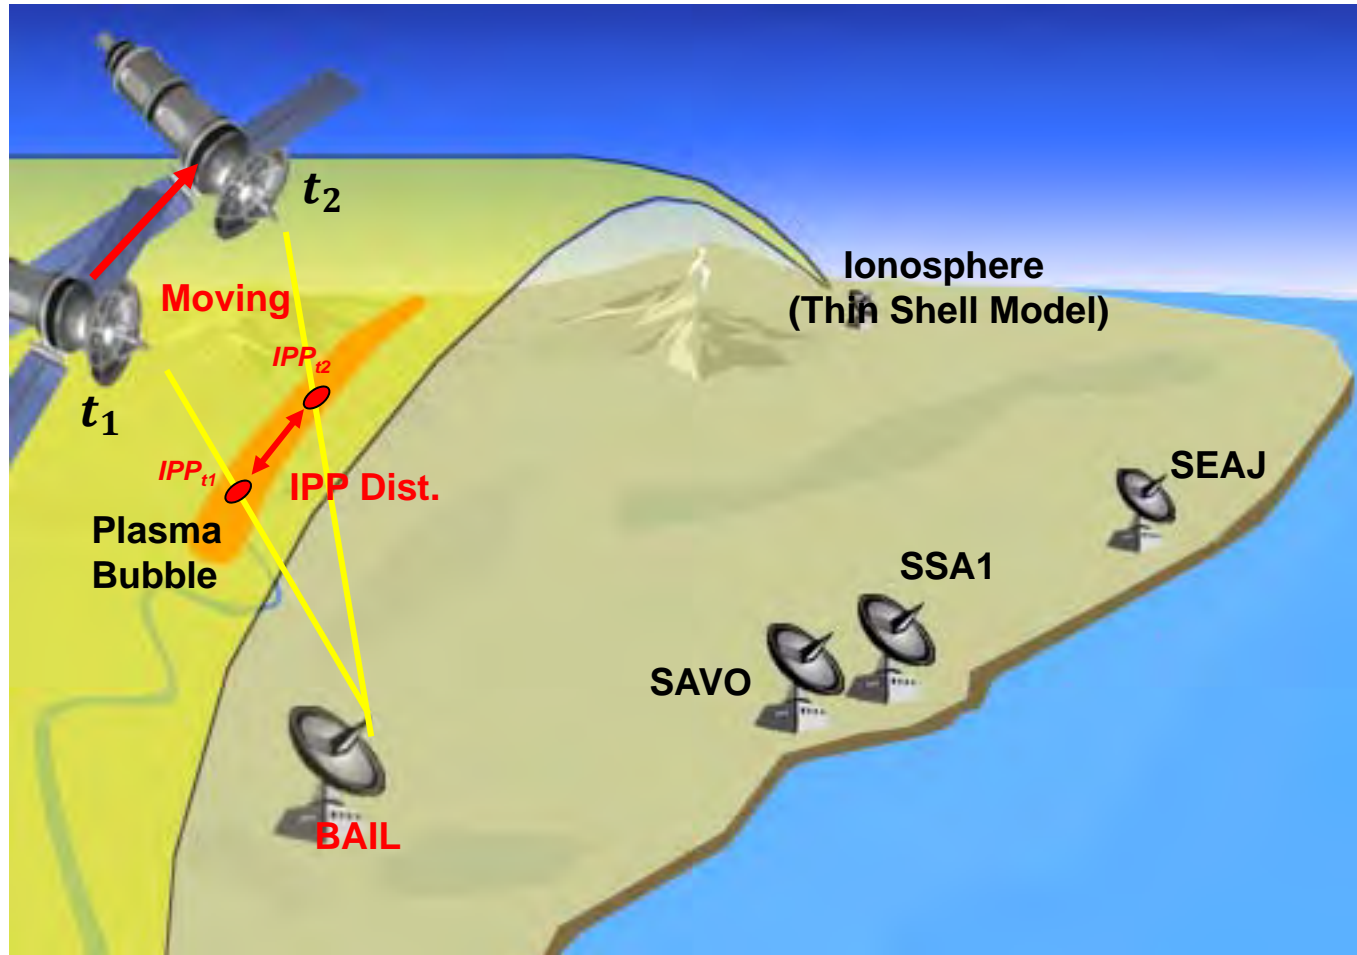 t₂
Ionosphere
(Thin Shell Model)
Moving
IPPₜ₂
t₁
IPPₜ₁
IPP Dist.
SEAJ
Plasma
Bubble
SSA1
SAVO
BAIL